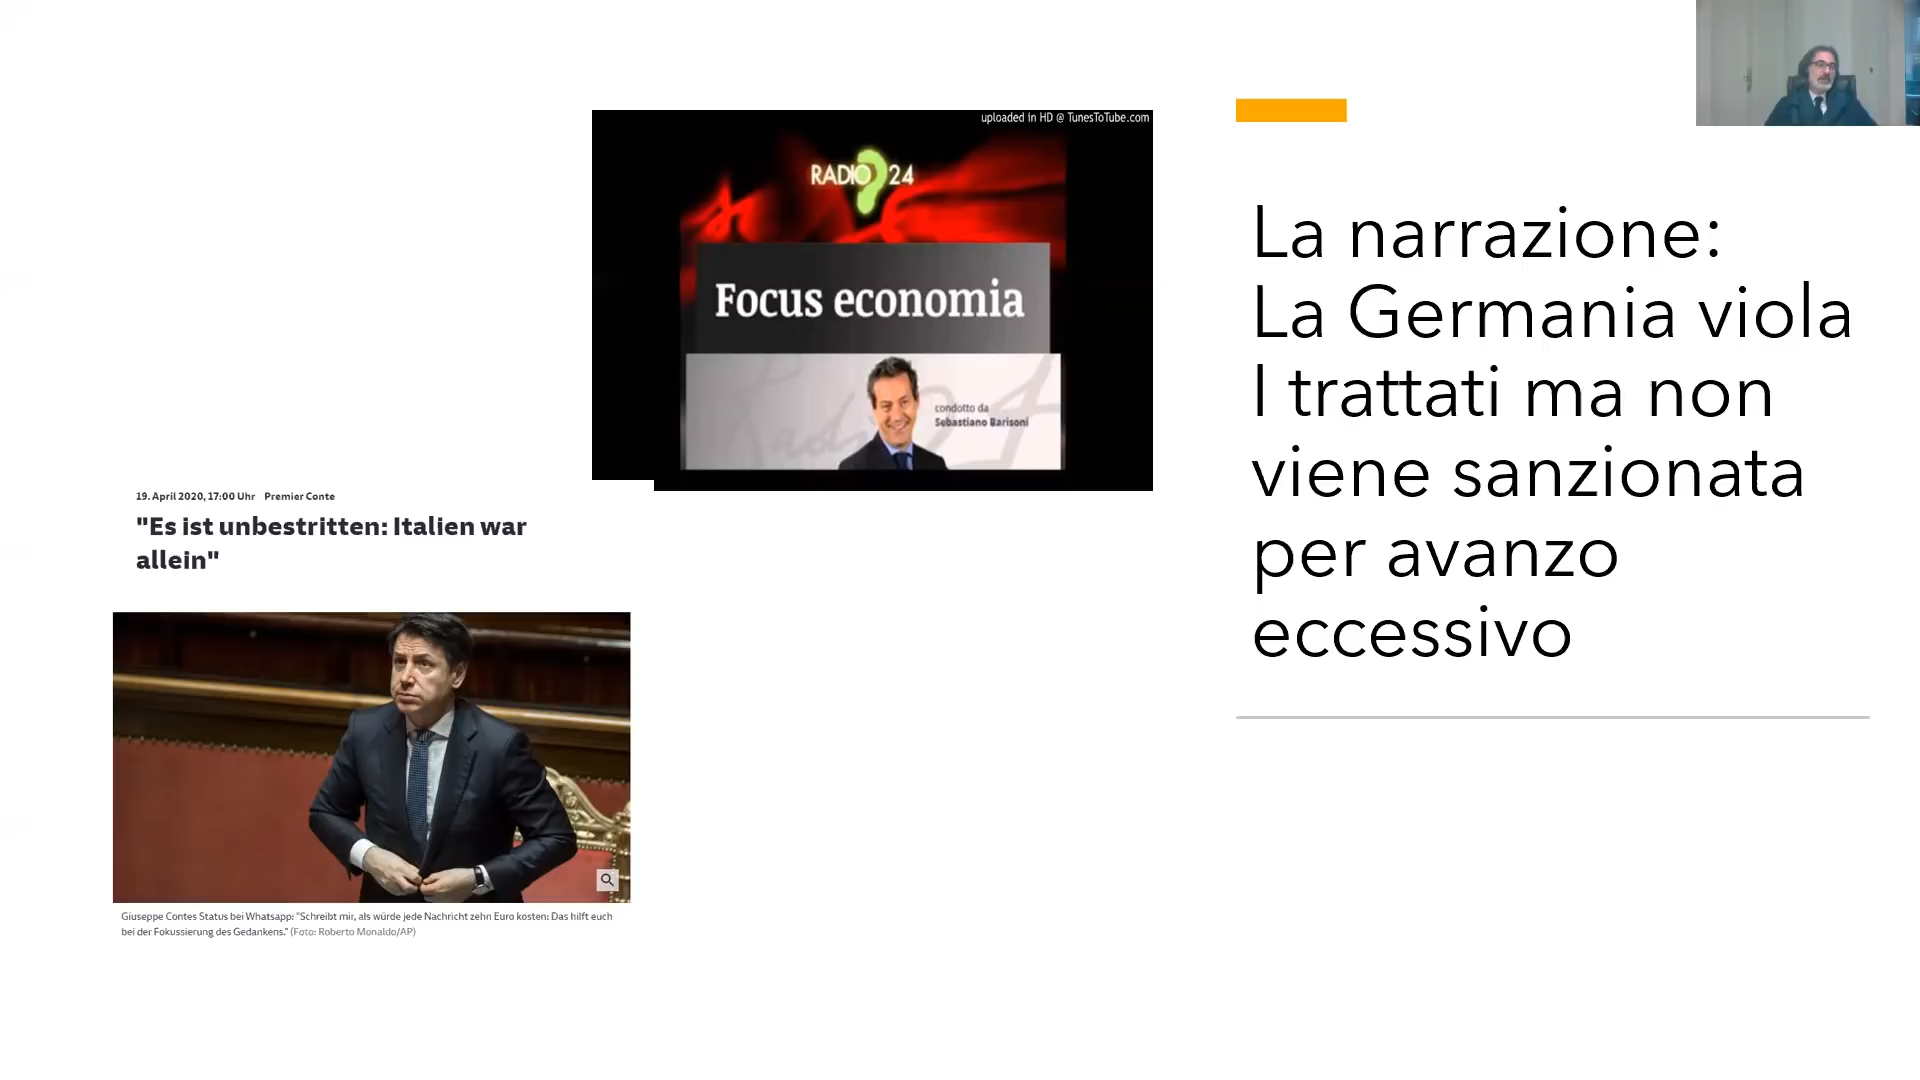 uploaded in HD @ TunesToTube.com
RADIO 24
Focus economia
condotto da
Sebastiano Barisoni
19. April 2020, 17:00 Uhr Premier Conte
"Es ist unbestritten: Italien war
allein"
Giuseppe Contes Status bei Whatsapp: "Schreibt mir, als würde jede Nachricht zehn Euro kosten: Das hilft euch
bei der Fokussierung des Gedankens." (Foto: Roberto Monaldo/AP)
La narrazione:
La Germania viola
I trattati ma non
viene sanzionata
per avanzo
eccessivo